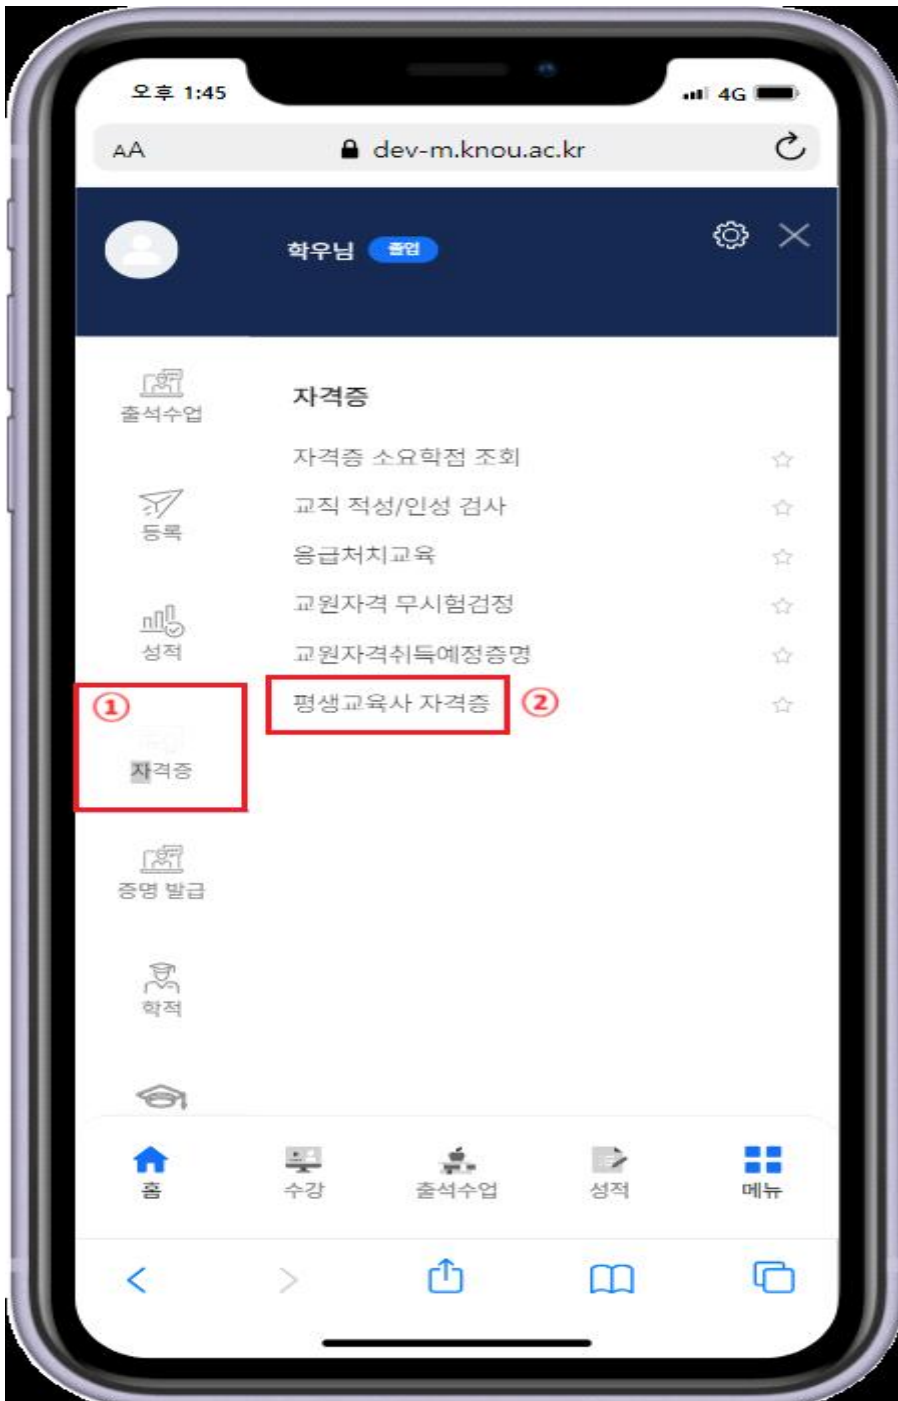 오후 1:45
4G
AA dev-m.knou.ac.kr
학우님 졸업
출석수업
등록
성적
①
자격증
증명 발급
학적
자격증
자격증 소요학점 조회
교직 적성/인성 검사
응급처치교육
교원자격 무시험검정
교원자격취득예정증명
평생교육사 자격증 ②
홈
수강
출석수업
성적
메뉴